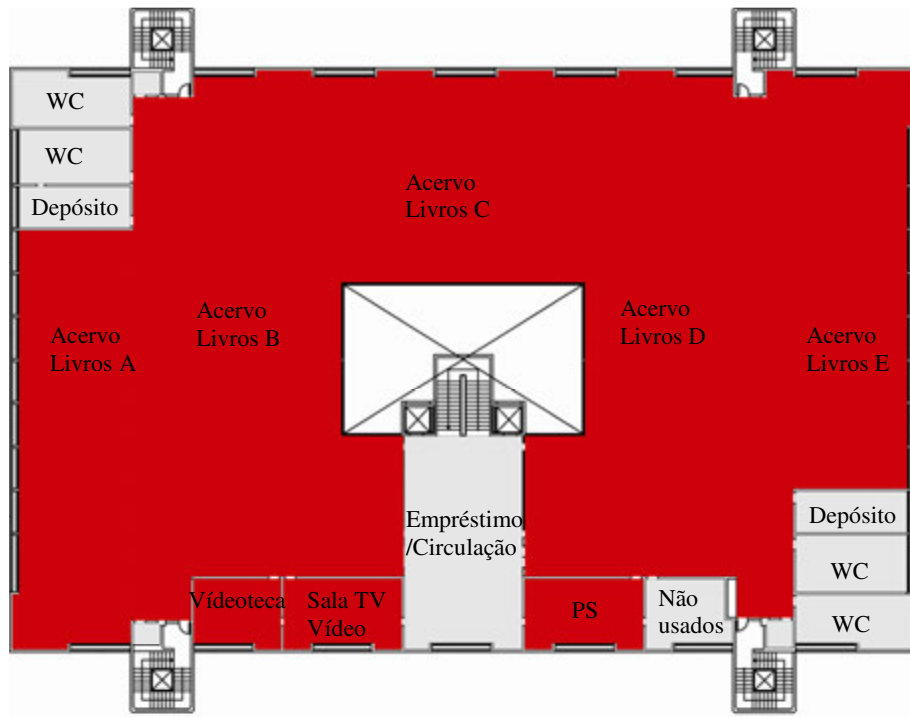 WC
WC
Depósito
Acervo
Livros C
Acervo
Livros A
Acervo
Livros B
Acervo
Livros D
Acervo
Livros E
Empréstimo
/Circulação
Depósito
WC
WC
Vídeoteca
Sala TV
Vídeo
PS
Não
usados